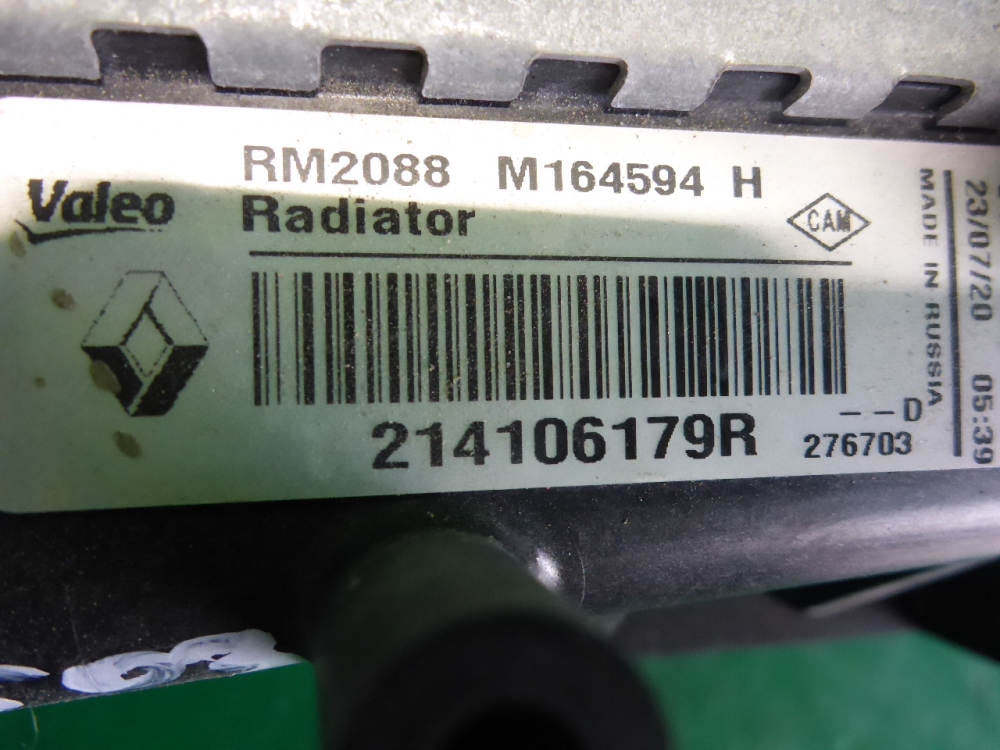 RM2088 M164594 H
Valeo
Radiator
CAM
214106179R
--D
276703
MADE IN RUSSIA
23/07/20 05:39